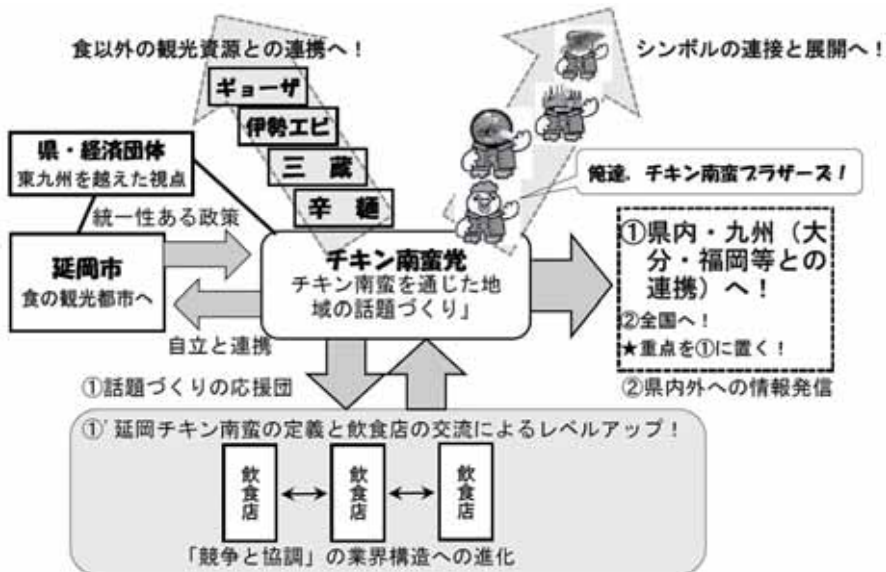 食以外の観光資源との連携へ！
シンボルの連接と展開へ！
ギョーザ
伊勢エビ
三　蔵
辛　麺
県・経済団体
東九州を越えた視点
俺達、チキン南蛮ブラザーズ！
統一性ある政策
延岡市
食の観光都市へ
チキン南蛮党
チキン南蛮を通じた地
域の話題づくり」
①県内・九州（大
分・福岡等との
連携）へ！
②全国へ！
★重点を①に置く！
自立と連携
①話題づくりの応援団
②県内外への情報発信
①’延岡チキン南蛮の定義と飲食店の交流によるレベルアップ！
飲食店
飲食店
飲食店
「競争と協調」の業界構造への進化